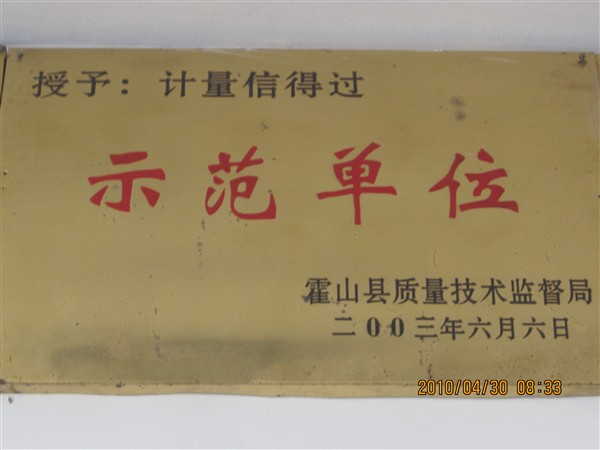 授予：计量信得过
示范单位
霍山县质量技术监督局
二00三年六月六日
2010/04/30 08:33